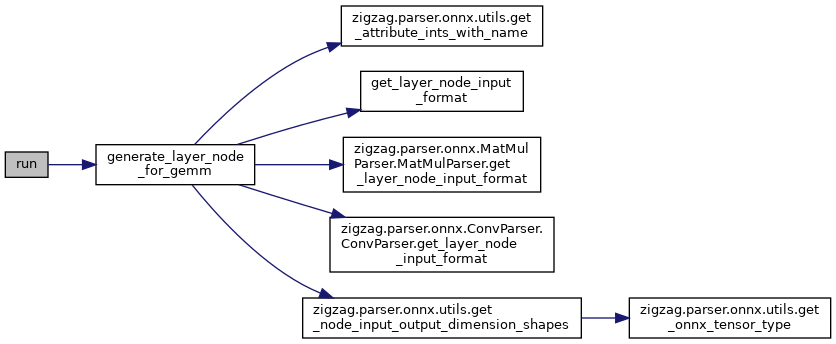 run
generate_layer_node
_for_gemm
zigzag.parser.onnx.utils.get
_attribute_ints_with_name
get_layer_node_input
_format
zigzag.parser.onnx.MatMul
Parser.MatMulParser.get
_layer_node_input_format
zigzag.parser.onnx.ConvParser.
ConvParser.get_layer_node
_input_format
zigzag.parser.onnx.utils.get
_node_input_output_dimension_shapes
zigzag.parser.onnx.utils.get
_onnx_tensor_type